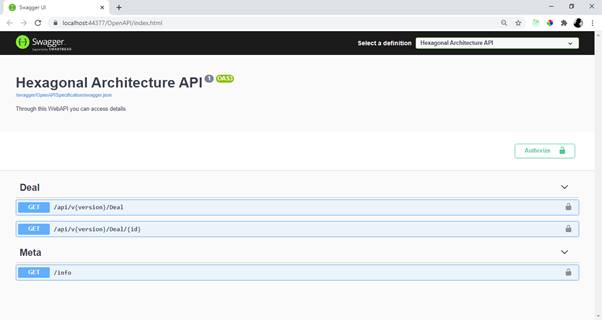 Swagger UI
localhost:44377/OpenAPI/index.html
Swagger
Supported by SMARTBEAR
Select a definition
Hexagonal Architecture API
Hexagonal Architecture API 1 OAS3
/swagger/OpenAPISpecification/swagger.json
Through this WebAPI you can access details
Authorize
Deal
GET /api/v{version}/Deal
GET /api/v{version}/Deal/{id}
Meta
GET /info